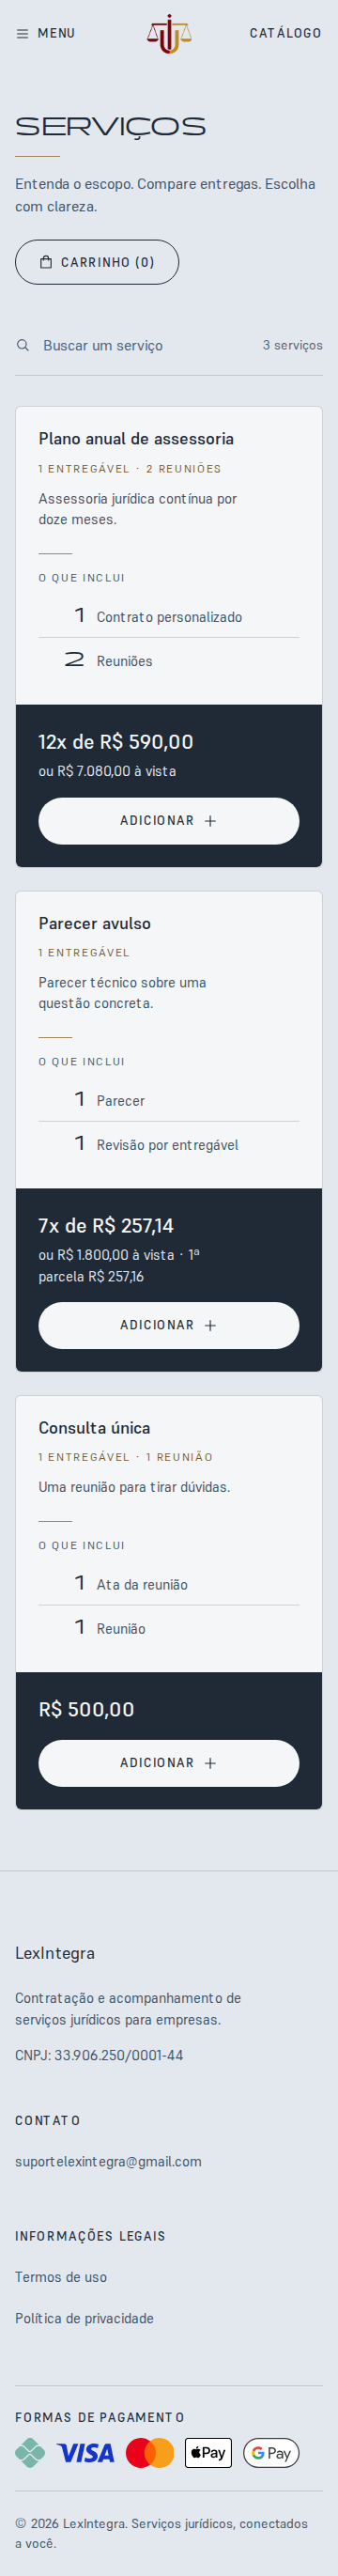 MENU
CATÁLOGO
SERVIÇOS
Entenda o escopo. Compare entregas. Escolha
com clareza.
CARRINHO (0)
Buscar um serviço
3 serviços
Plano anual de assessoria
1 ENTREGÁVEL · 2 REUNIÕES
Assessoria jurídica contínua por
doze meses.
O QUE INCLUI
1 Contrato personalizado
2 Reuniões
12x de R$ 590,00
ou R$ 7.080,00 à vista
ADICIONAR
Parecer avulso
1 ENTREGÁVEL
Parecer técnico sobre uma
questão concreta.
O QUE INCLUI
1 Parecer
1 Revisão por entregável
7x de R$ 257,14
ou R$ 1.800,00 à vista · 1ª
parcela R$ 257,16
ADICIONAR
Consulta única
1 ENTREGÁVEL · 1 REUNIÃO
Uma reunião para tirar dúvidas.
O QUE INCLUI
1 Ata da reunião
1 Reunião
R$ 500,00
ADICIONAR
LexIntegra
Contratação e acompanhamento de
serviços jurídicos para empresas.
CNPJ: 33.906.250/0001-44
CONTATO
suportelexintegra@gmail.com
INFORMAÇÕES LEGAIS
Termos de uso
Política de privacidade
FORMAS DE PAGAMENTO
VISA
Pay
G Pay
© 2026 LexIntegra. Serviços jurídicos, conectados
a você.